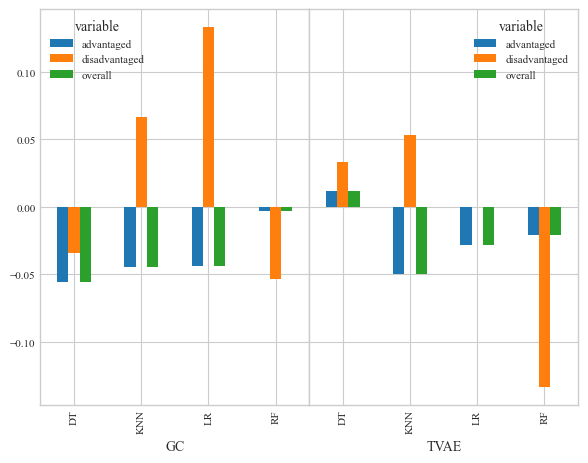 variable
advantaged
disadvantaged
overall
variable
advantaged
disadvantaged
overall
0.10
0.05
0.00
−0.05
−0.10
DT
KNN
LR
RF
DT
KNN
LR
RF
GC
TVAE